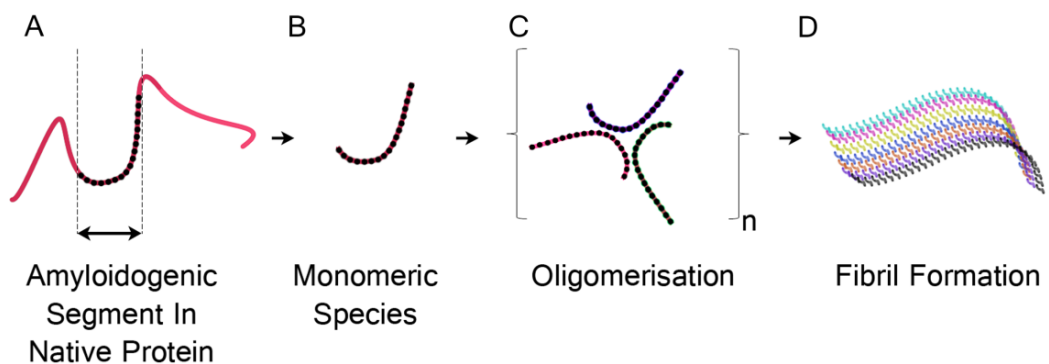 A
B
C
D
n
Amyloidogenic
Segment In
Native Protein
Monomeric
Species
Oligomerisation
Fibril Formation